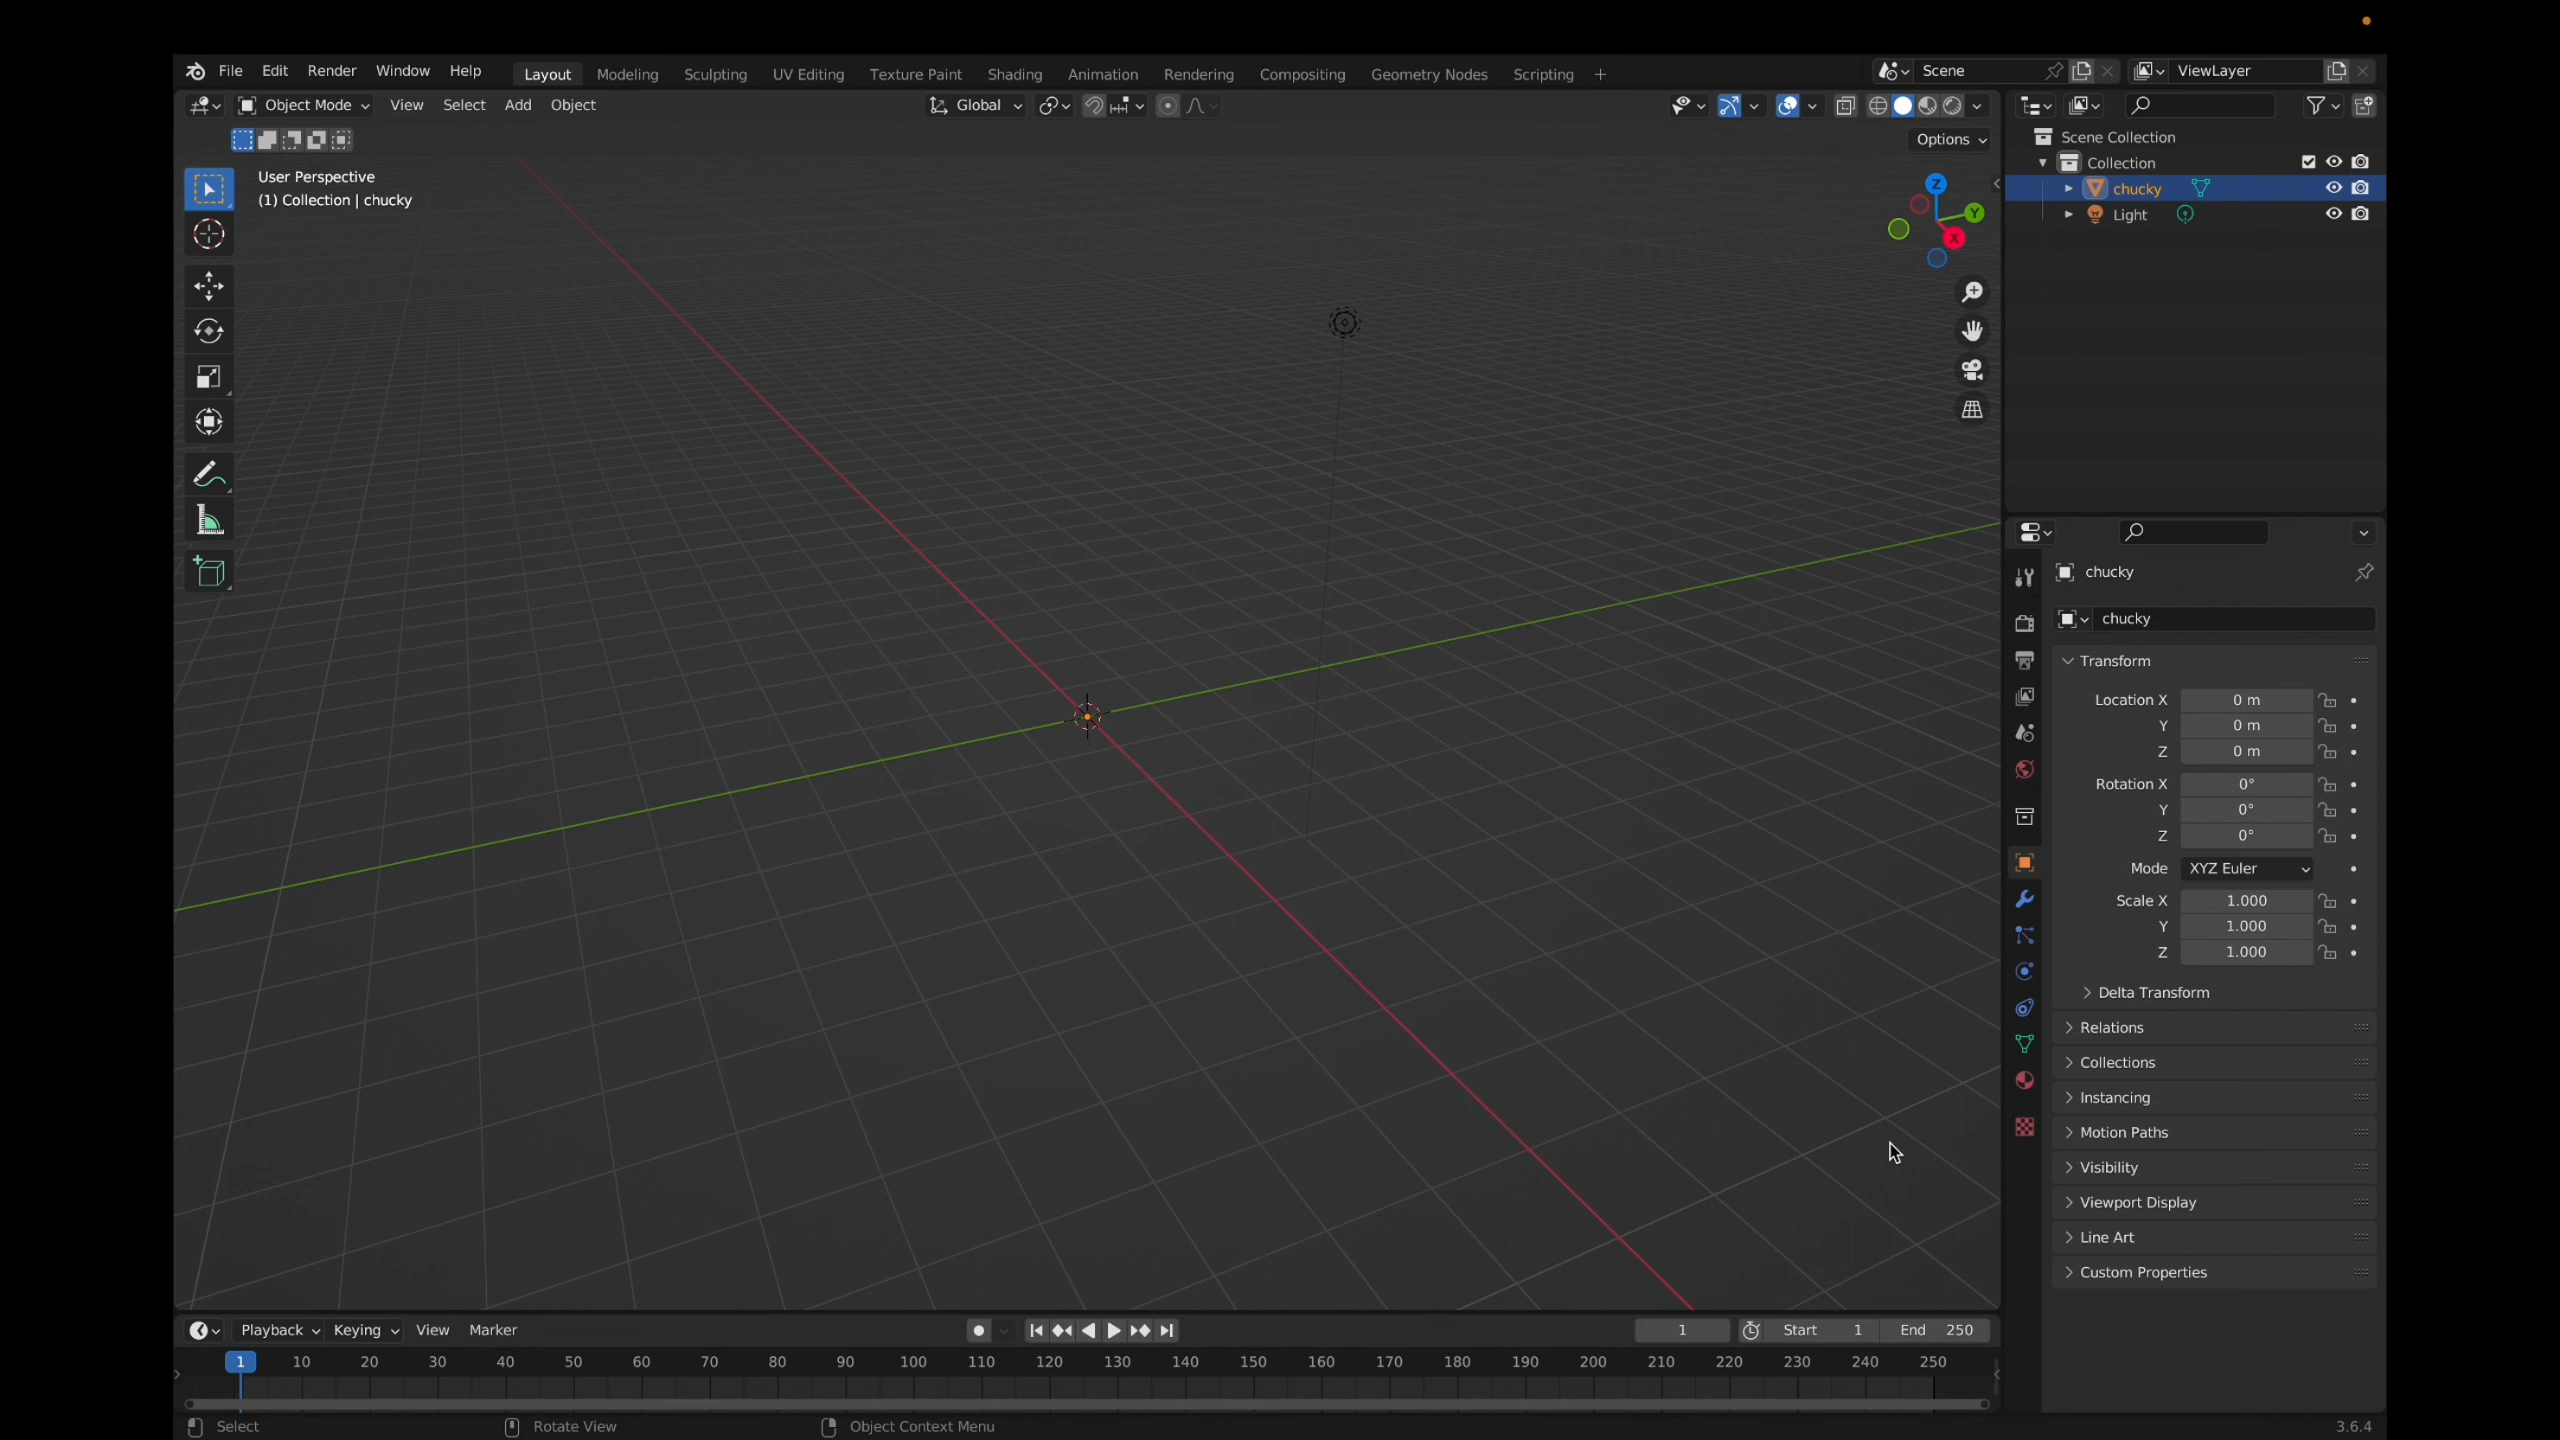 File Edit Render Window Help Layout Modeling Sculpting UV Editing Texture Paint Shading Animation Rendering Compositing Geometry Nodes Scripting + Scene ViewLayer
Object Mode View Select Add Object Global
Options
User Perspective
(1) Collection | chucky
Z
Y
X
Scene Collection
Collection
chucky
Light
chucky
chucky
Transform
Location X 0 m
Y 0 m
Z 0 m
Rotation X 0°
Y 0°
Z 0°
Mode XYZ Euler
Scale X 1.000
Y 1.000
Z 1.000
Delta Transform
Relations
Collections
Instancing
Motion Paths
Visibility
Viewport Display
Line Art
Custom Properties
Playback Keying View Marker 1 Start 1 End 250
1 10 20 30 40 50 60 70 80 90 100 110 120 130 140 150 160 170 180 190 200 210 220 230 240 250
Select Rotate View Object Context Menu 3.6.4